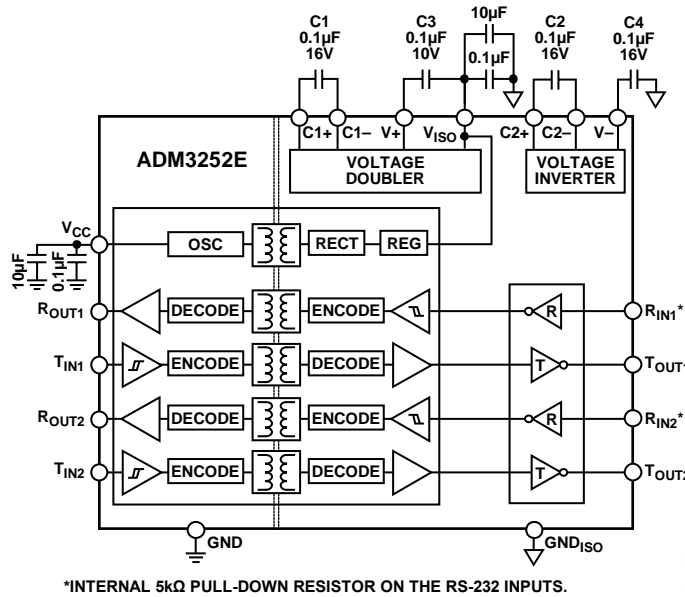 C1
0.1µF
16V
C3
0.1µF
10V
10µF
0.1µF
C2
0.1µF
16V
C4
0.1µF
16V
C1+
C1–
V+
VISO
C2+
C2–
V–
ADM3252E
VOLTAGE
DOUBLER
VOLTAGE
INVERTER
VCC
10µF
0.1µF
OSC
RECT
REG
ROUT1
DECODE
ENCODE
R
RIN1*
TIN1
ENCODE
DECODE
T
TOUT1
ROUT2
DECODE
ENCODE
R
RIN2*
TIN2
ENCODE
DECODE
T
TOUT2
GND
GNDISO
*INTERNAL 5kΩ PULL-DOWN RESISTOR ON THE RS-232 INPUTS.